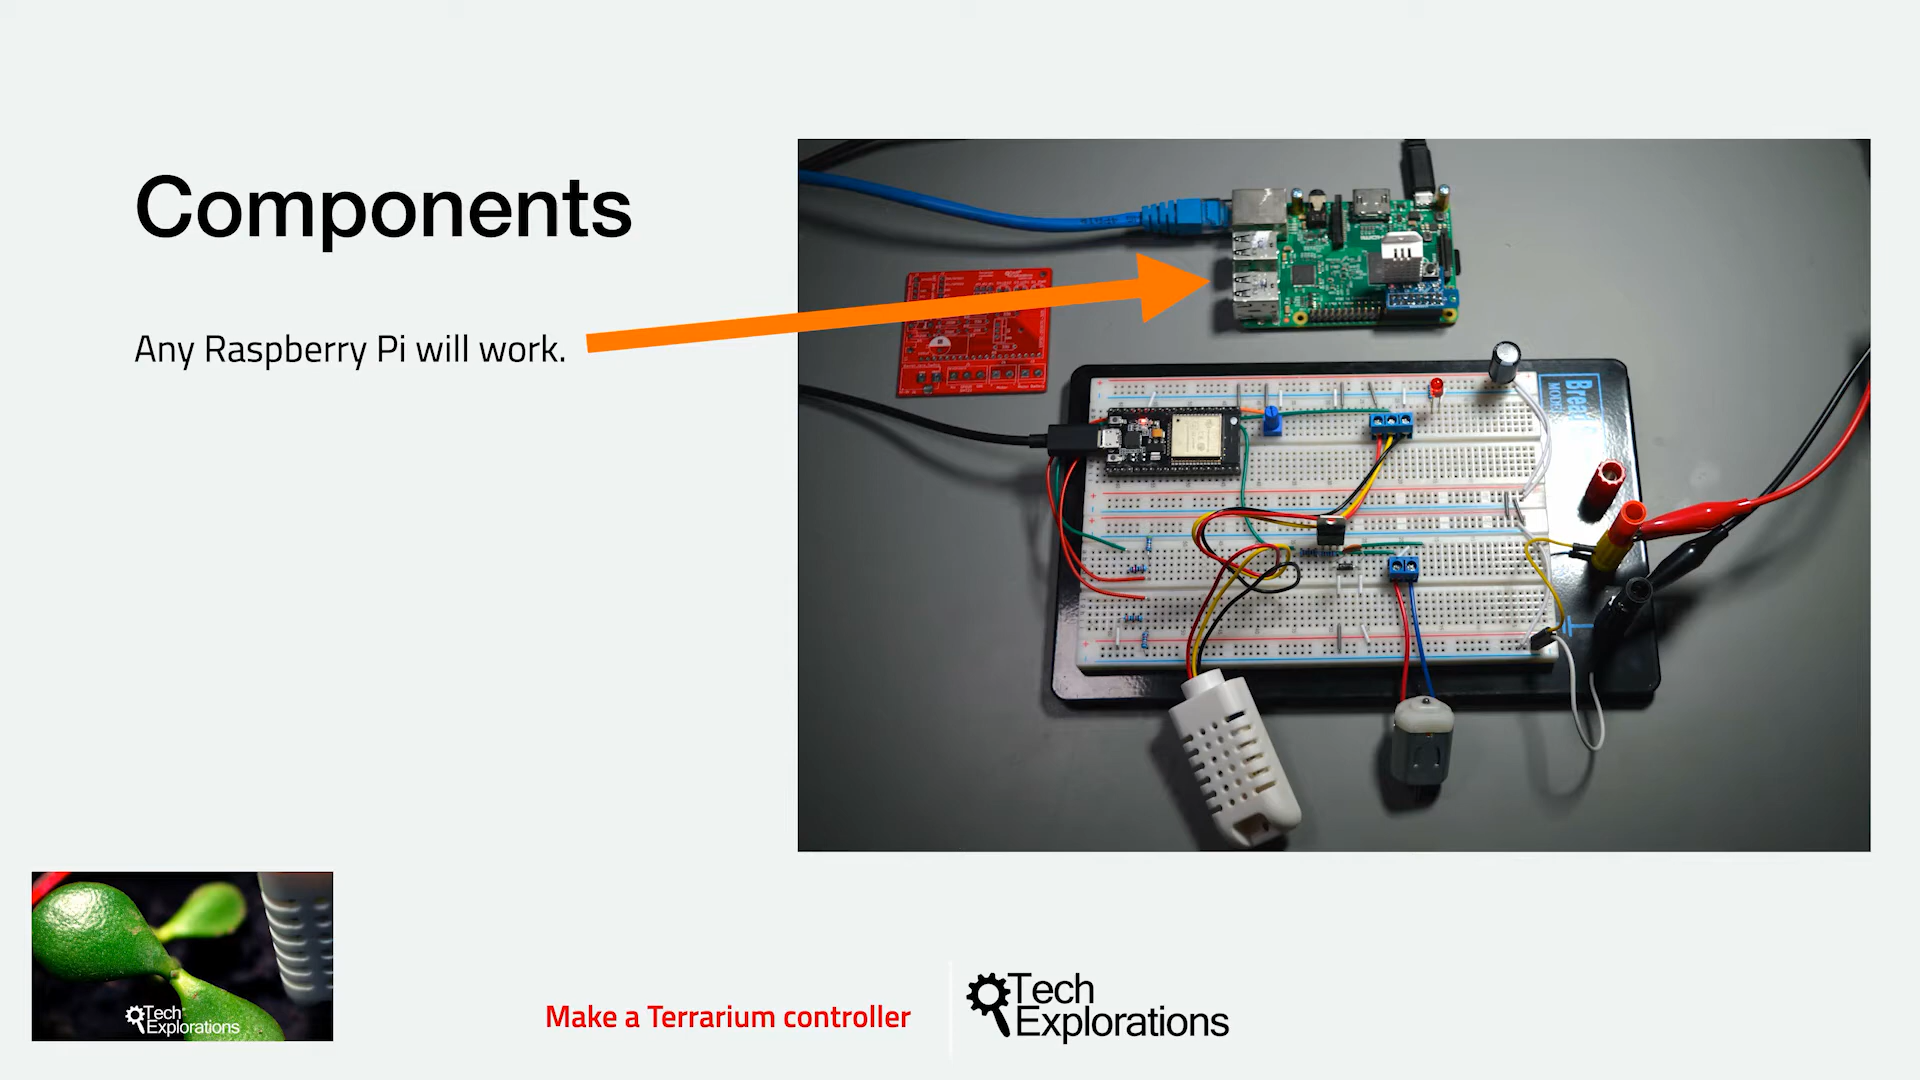 Components
Any Raspberry Pi will work.
Tech
Explorations
Make a Terrarium controller
Tech
Explorations